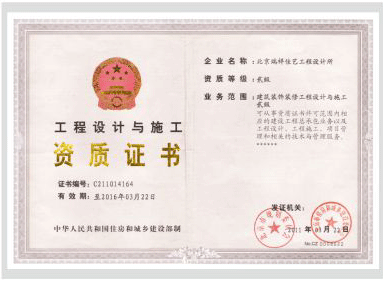 工程设计与施工
资质证书
证书编号：C211014164
有 效 期：至2016年03月22日
中华人民共和国住房和城乡建设部制
企 业 名 称：北京瑞祥佳艺工程设计所
资 质 等 级：贰级
业 务 范 围：建筑装饰装修工程设计与施工
贰级
可从事资质证书许可范围内相
应的建设工程总承包业务以及
工程设计、工程施工、项目管
理和相关的技术与管理服务。
******
发证机关：
2011 年 03月 22 日
No.CZ